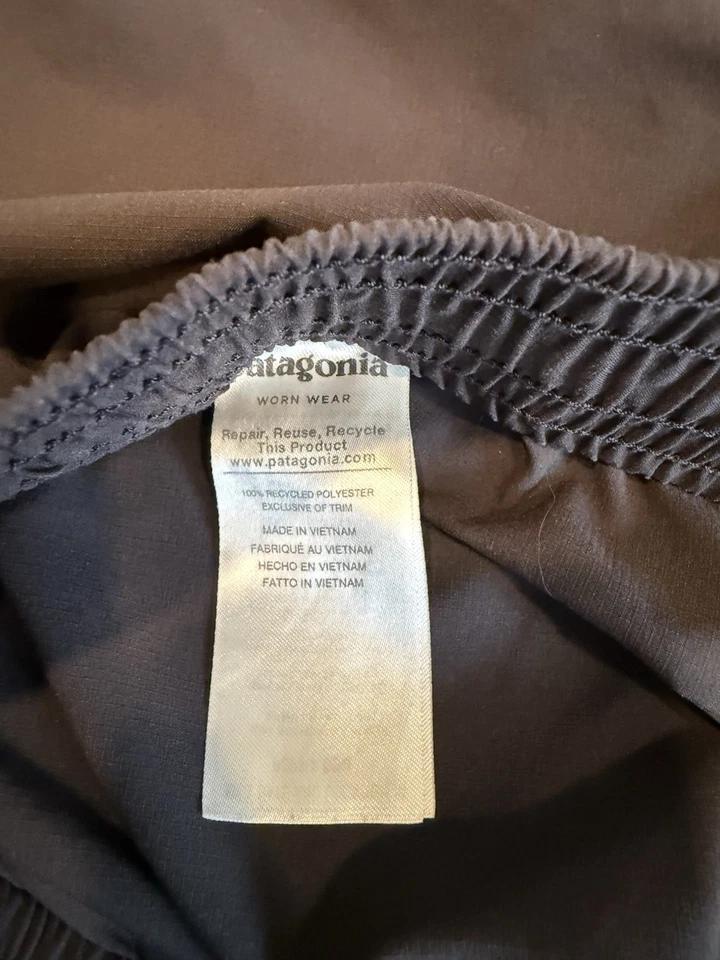 patagonia
WORN WEAR
Repair, Reuse, Recycle
This Product
www.patagonia.com
100% RECYCLED POLYESTER
EXCLUSIVE OF TRIM
MADE IN VIETNAM
FABRIQUÉ AU VIETNAM
HECHO EN VIETNAM
FATTO IN VIETNAM